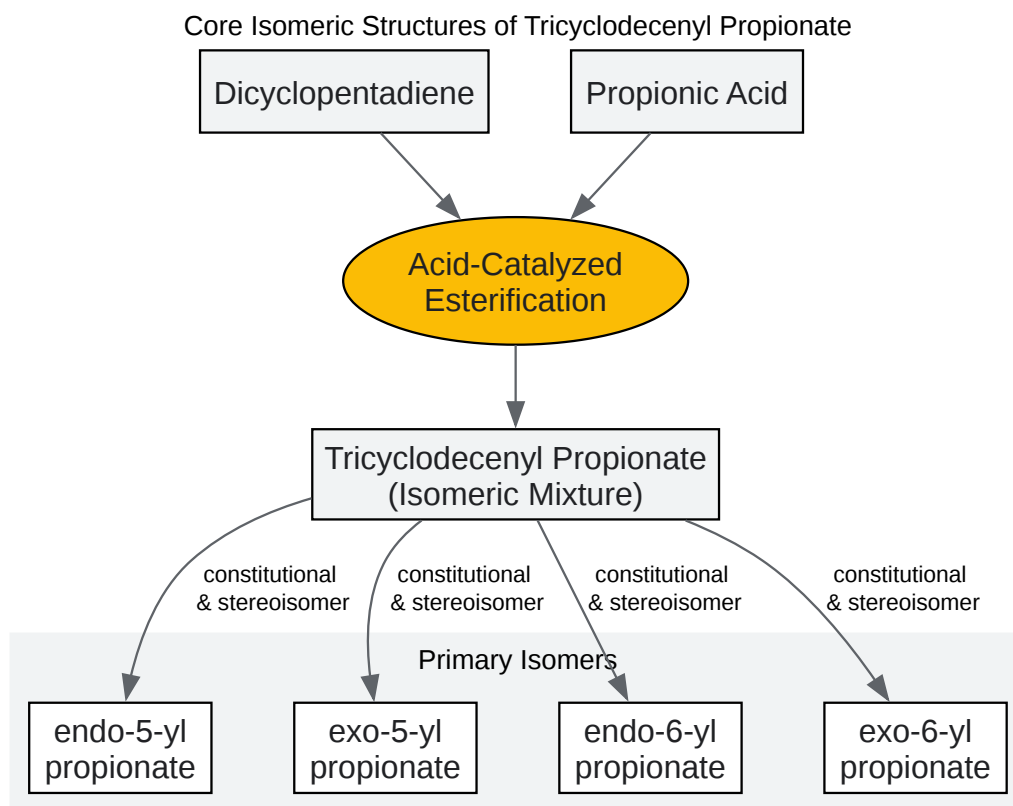 Core Isomeric Structures of Tricyclodecenyl Propionate
Dicyclopentadiene
Propionic Acid
Acid-Catalyzed
Esterification
Tricyclodecenyl Propionate
(Isomeric Mixture)
constitutional
& stereoisomer
constitutional
& stereoisomer
constitutional
& stereoisomer
constitutional
& stereoisomer
Primary Isomers
endo-5-yl
propionate
exo-5-yl
propionate
endo-6-yl
propionate
exo-6-yl
propionate